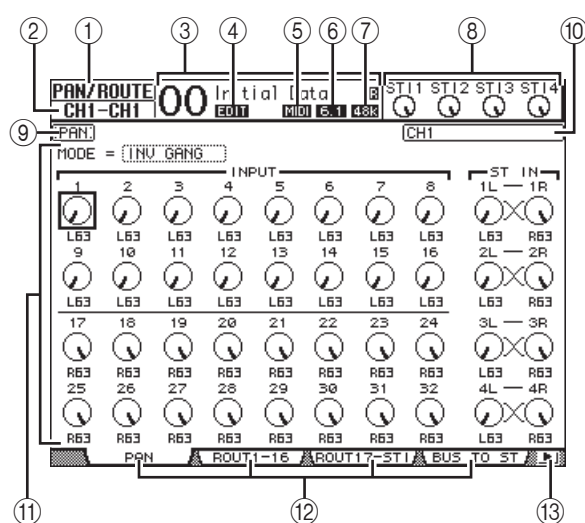 ① ② ③ ④ ⑤ ⑥ ⑦ ⑧ ⑩
PAN/ROUTE 00 Initial Data R ST11 ST12 ST13 ST14
CH1-CH1 EDIT MIDI 6.1 48K
⑨ PAN CH1
MODE = INV GANG
INPUT ST IN
1 2 3 4 5 6 7 8 1L — 1R
L63 L63 L63 L63 L63 L63 L63 L63 L63 R63
9 10 11 12 13 14 15 16 2L — 2R
L63 L63 L63 L63 L63 L63 L63 L63 L63 R63
17 18 19 20 21 22 23 24 3L — 3R
R63 R63 R63 R63 R63 R63 R63 R63 L63 R63
25 26 27 28 29 30 31 32 4L — 4R
R63 R63 R63 R63 R63 R63 R63 R63 L63 R63
PAN ROUT1-16 ROUT17-STI BUS TO ST
⑪ ⑫ ⑬